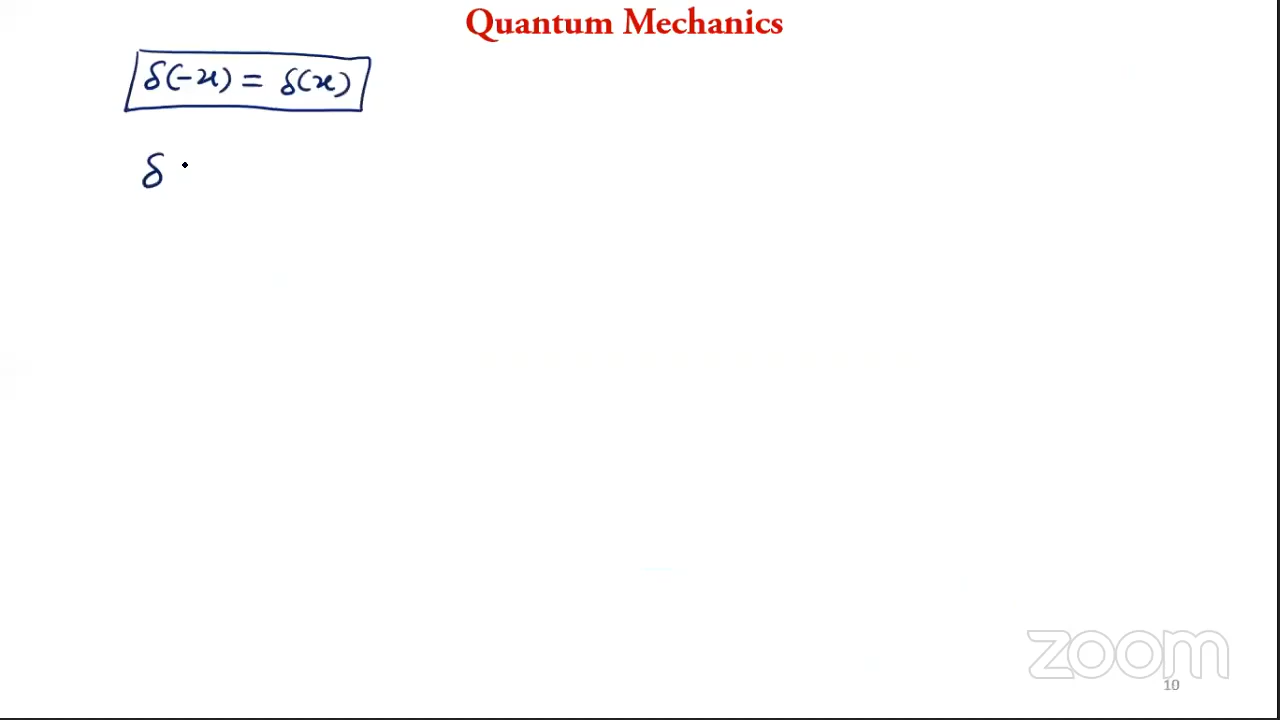 Quantum Mechanics
δ(-x) = δ(x)
δ
zoom
10